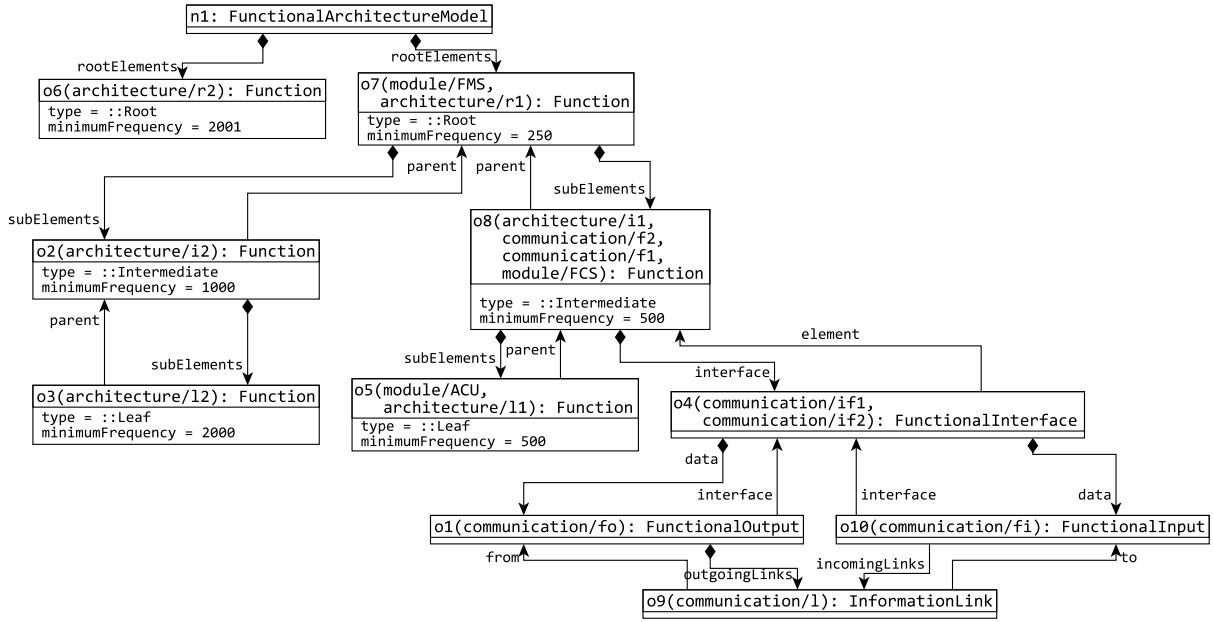 n1: FunctionalArchitectureModel
rootElements
rootElements
o6(architecture/r2): Function
type = ::Root
minimumFrequency = 2001
o7(module/FMS,
architecture/r1): Function
type = ::Root
minimumFrequency = 250
parent
parent
subElements
subElements
o2(architecture/i2): Function
type = ::Intermediate
minimumFrequency = 1000
o8(architecture/i1,
communication/f2,
communication/f1,
module/FCS): Function
type = ::Intermediate
minimumFrequency = 500
parent
subElements
subElements
parent
interface
element
o3(architecture/l2): Function
type = ::Leaf
minimumFrequency = 2000
o5(module/ACU,
architecture/l1): Function
type = ::Leaf
minimumFrequency = 500
o4(communication/if1,
communication/if2): FunctionalInterface
data
interface
interface
data
o1(communication/fo): FunctionalOutput
o10(communication/fi): FunctionalInput
from
outgoingLinks
incomingLinks
to
o9(communication/l): InformationLink